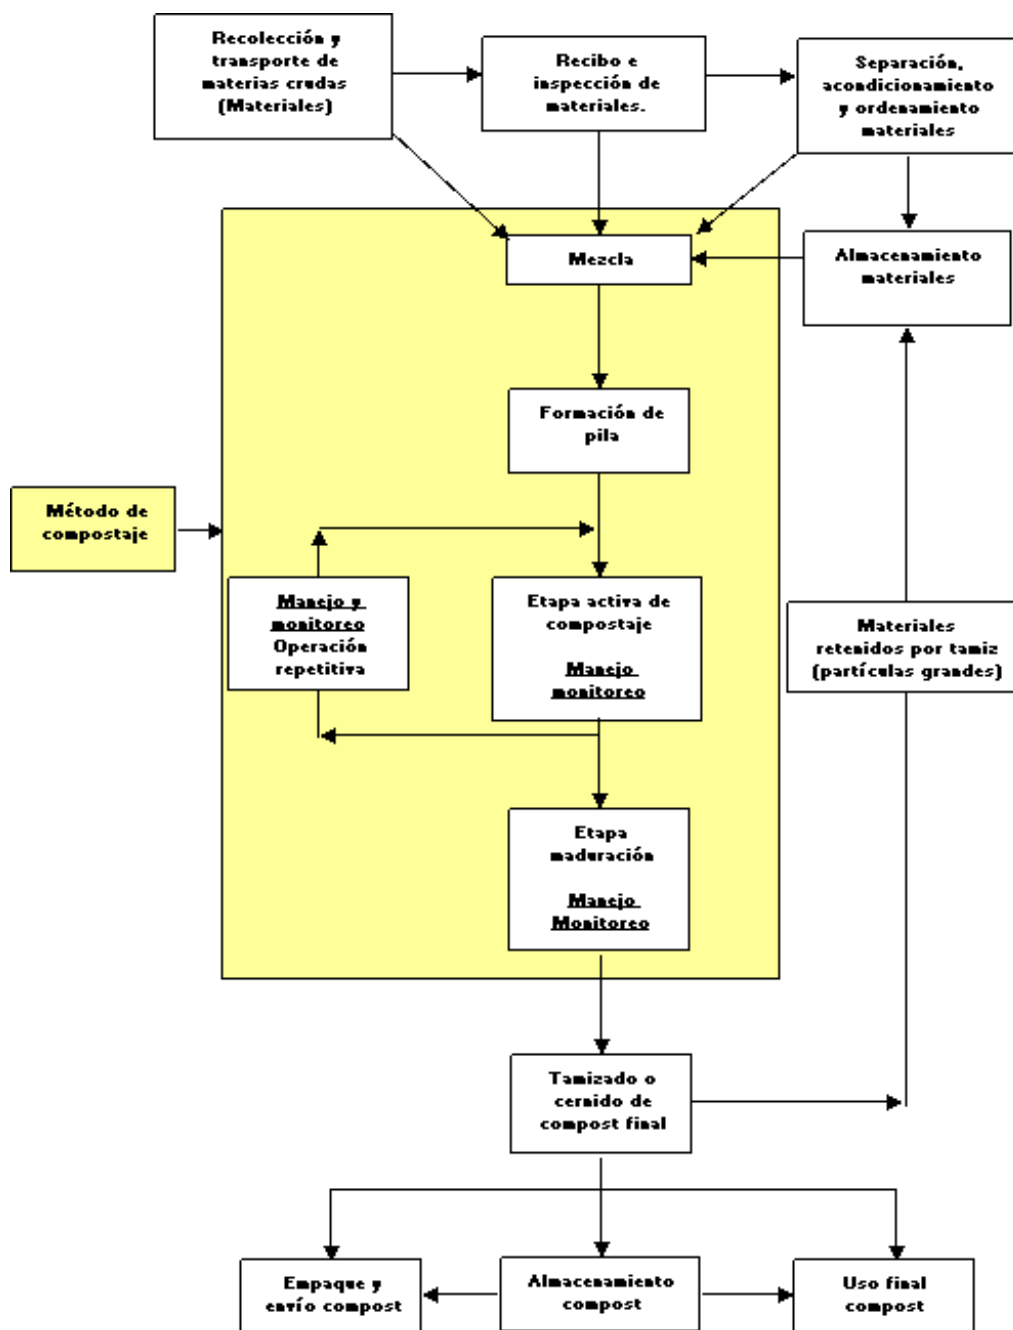 Recolección y
transporte de
materias crudas
(Materiales)
Recibo e
inspección de
materiales.
Separación,
acondicionamiento
y ordenamiento
materiales
Mezcla
Almacenamiento
materiales
Formación de
pila
Método de
compostaje
Manejo y
monitoreo
Operación
repetitiva
Etapa activa de
compostaje
Manejo
monitoreo
Materiales
retenidos por tamiz
(partículas grandes)
Etapa
maduración
Manejo
Monitoreo
Tamizado o
cernido de
compost final
Empaque y
envío compost
Almacenamiento
compost
Uso final
compost